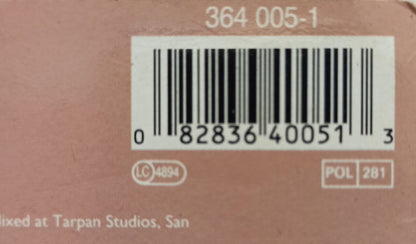 364 005-1
0 82836 40051 3
LC 4894 POL 281
ixed at Tarpan Studios, San